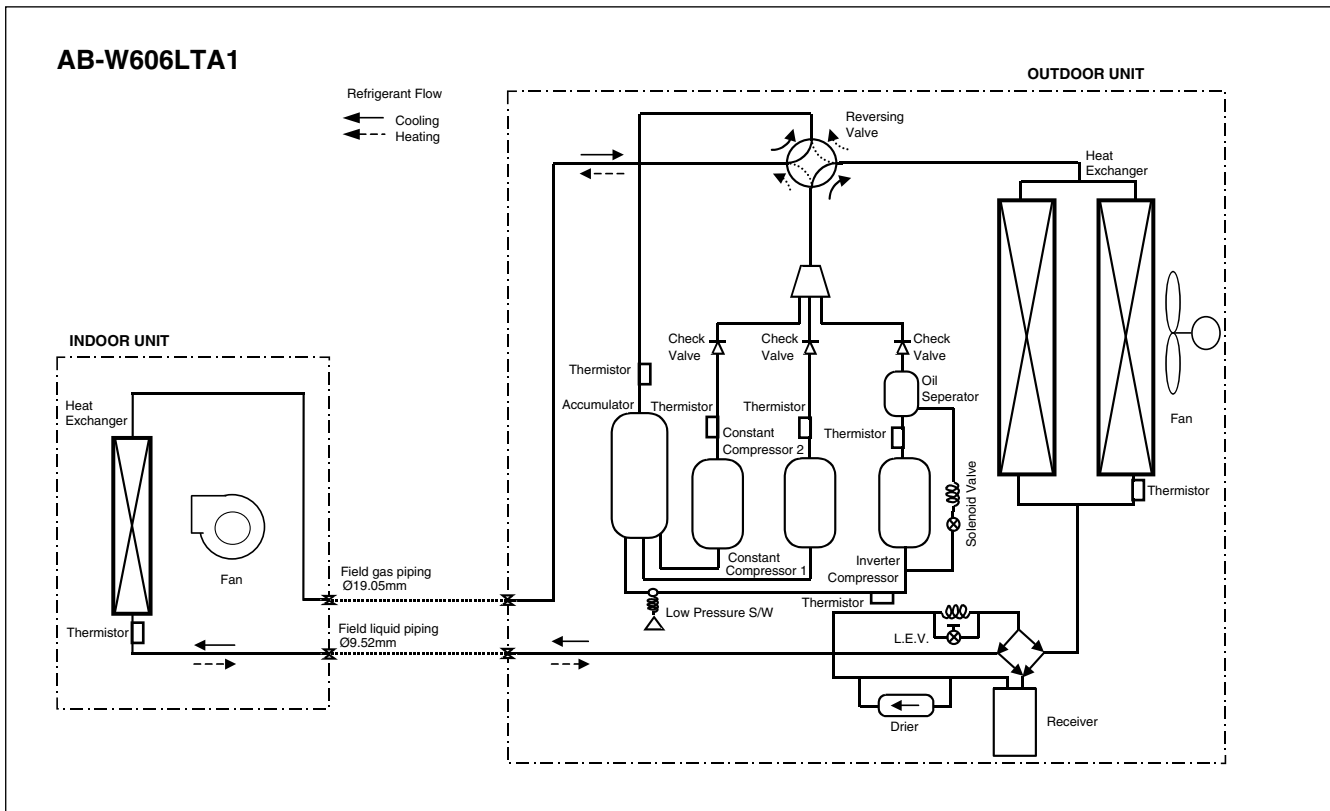 AB-W606LTA1
OUTDOOR UNIT
Refrigerant Flow
Cooling
Heating
Reversing
Valve
Heat
Exchanger
INDOOR UNIT
Check
Valve
Check
Valve
Check
Valve
Thermistor
Oil
Seperator
Accumulator
Thermistor
Thermistor
Heat
Exchanger
Fan
Constant
Compressor 2
Thermistor
Thermistor
Solenoid Valve
Fan
Constant
Compressor 1
Inverter
Compressor
Field gas piping
Ø19.05mm
Thermistor
Low Pressure S/W
Thermistor
Field liquid piping
Ø9.52mm
L.E.V.
Drier
Receiver